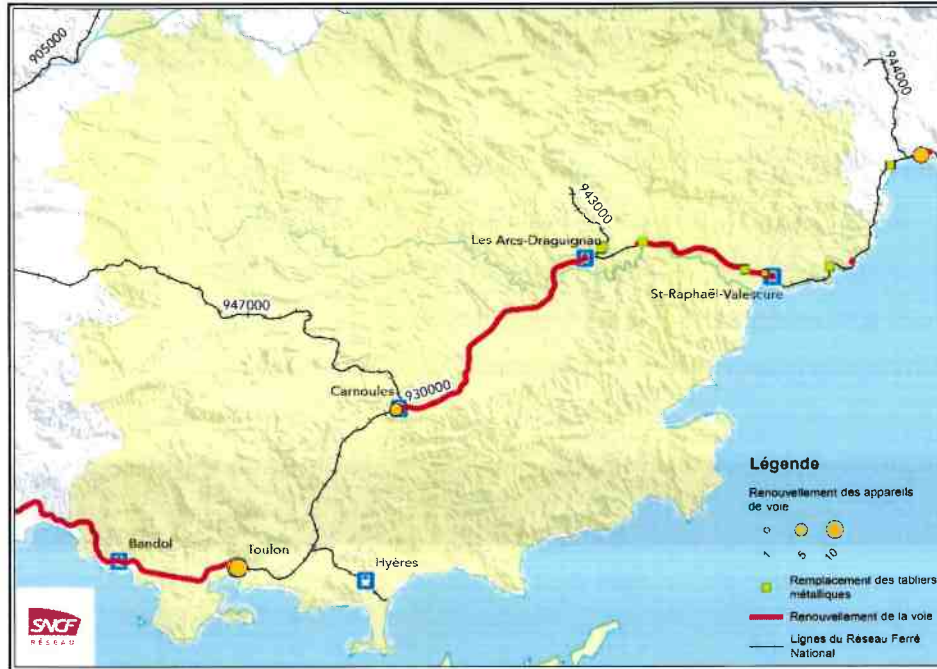 905000
944000
943000
Les Arcs-Draguignan
St-Raphaël-Valescure
947000
Carnoules
930000
Légende
Renouvellement des appareils
de voie
1 5 10
Bandol
Toulon
Hyères
Remplacement des tabliers
métalliques
Renouvellement de la voie
Lignes du Réseau Ferré
National
SNCF
RÉSEAU